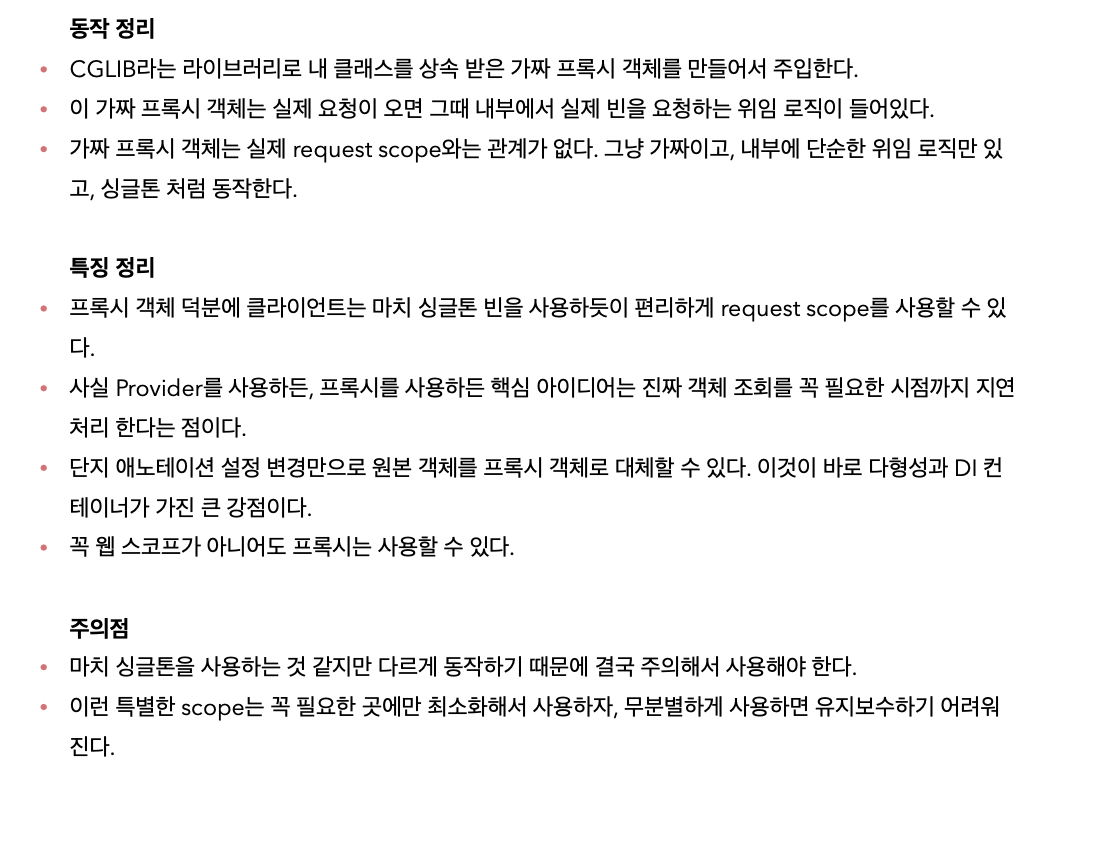 동작 정리
• CGLIB라는 라이브러리로 내 클래스를 상속 받은 가짜 프록시 객체를 만들어서 주입한다.
• 이 가짜 프록시 객체는 실제 요청이 오면 그때 내부에서 실제 빈을 요청하는 위임 로직이 들어있다.
• 가짜 프록시 객체는 실제 request scope와는 관계가 없다. 그냥 가짜이고, 내부에 단순한 위임 로직만 있
고, 싱글톤 처럼 동작한다.
특징 정리
• 프록시 객체 덕분에 클라이언트는 마치 싱글톤 빈을 사용하듯이 편리하게 request scope를 사용할 수 있
다.
• 사실 Provider를 사용하든, 프록시를 사용하든 핵심 아이디어는 진짜 객체 조회를 꼭 필요한 시점까지 지연
처리 한다는 점이다.
• 단지 애노테이션 설정 변경만으로 원본 객체를 프록시 객체로 대체할 수 있다. 이것이 바로 다형성과 DI 컨
테이너가 가진 큰 강점이다.
• 꼭 웹 스코프가 아니어도 프록시는 사용할 수 있다.
주의점
• 마치 싱글톤을 사용하는 것 같지만 다르게 동작하기 때문에 결국 주의해서 사용해야 한다.
• 이런 특별한 scope는 꼭 필요한 곳에만 최소화해서 사용하자, 무분별하게 사용하면 유지보수하기 어려워
진다.